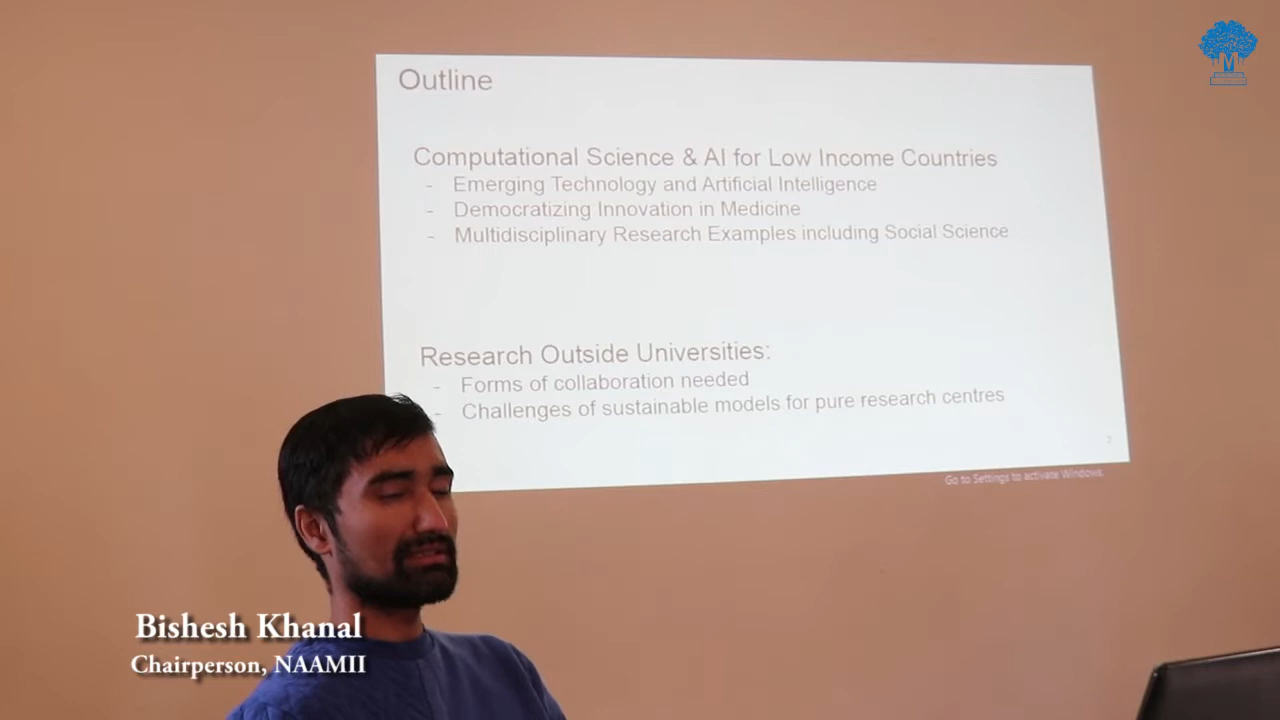 Outline
Computational Science & AI for Low Income Countries
- Emerging Technology and Artificial Intelligence
- Democratizing Innovation in Medicine
- Multidisciplinary Research Examples including Social Science
Research Outside Universities:
- Forms of collaboration needed
- Challenges of sustainable models for pure research centres
2
Go to Settings to activate Windows.
Bishesh Khanal
Chairperson, NAAMII
M